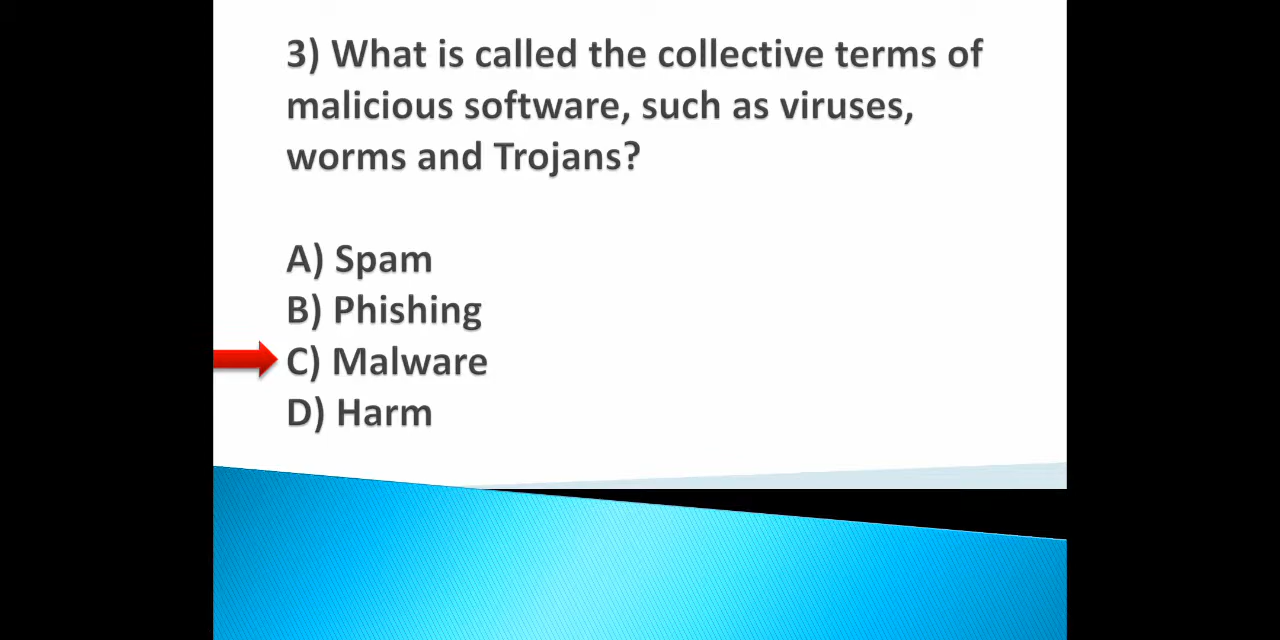 3) What is called the collective terms of
malicious software, such as viruses,
worms and Trojans?
A) Spam
B) Phishing
C) Malware
D) Harm